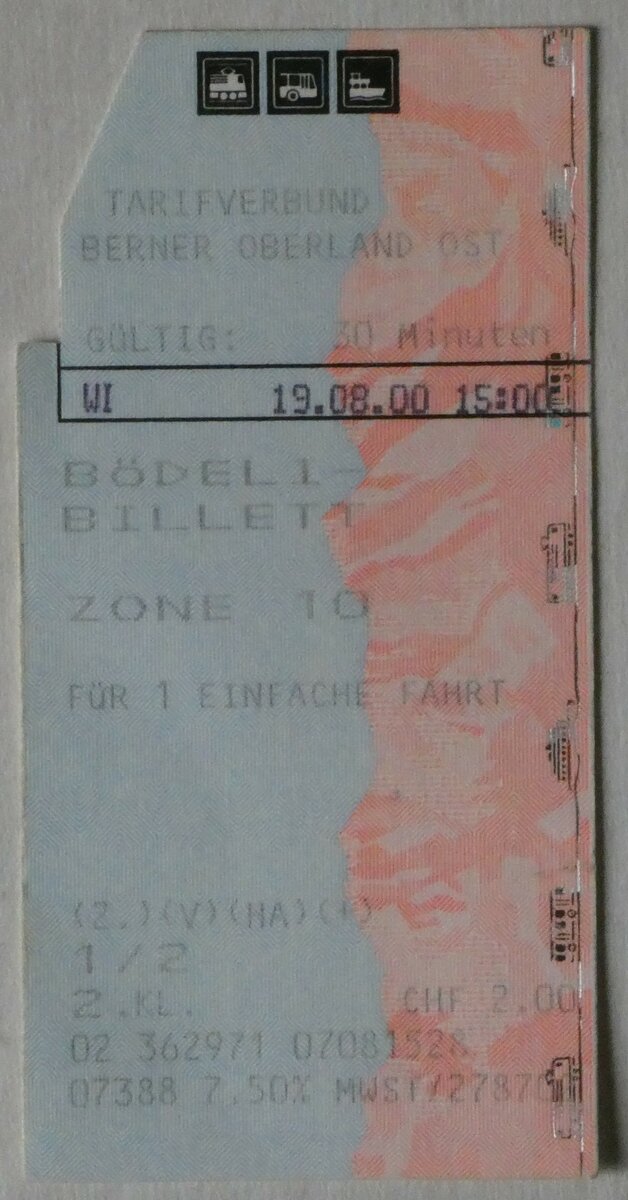 TARIFVERBUND
BERNER OBERLAND OST
GÜLTIG: 30 Minuten
WI 19.08.00 15:00
BÖDELI-
BILLETT
ZONE 10
FÜR 1 EINFACHE FAHRT
(2.)(V)(HA)(+)
1/2
2.KL. CHF 2.00
02 362971 07081528
07388 7.50% MWST/27870